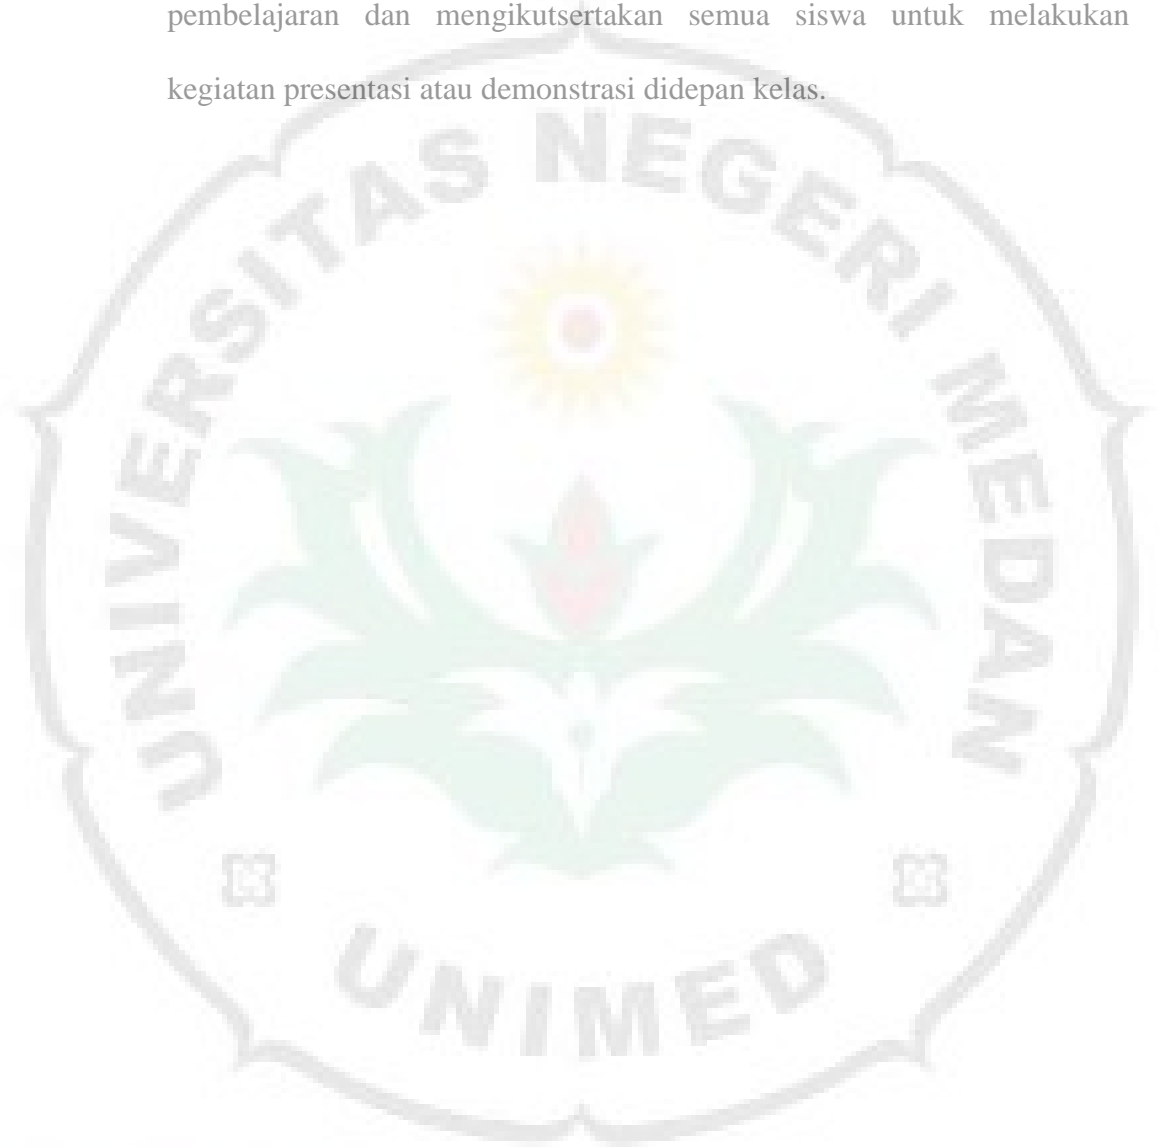 pembelajaran dan mengikutsertakan semua siswa untuk melakukan
kegiatan presentasi atau demonstrasi didepan kelas.
UNIVERSITAS NEGERI MEDAN
UNIMED